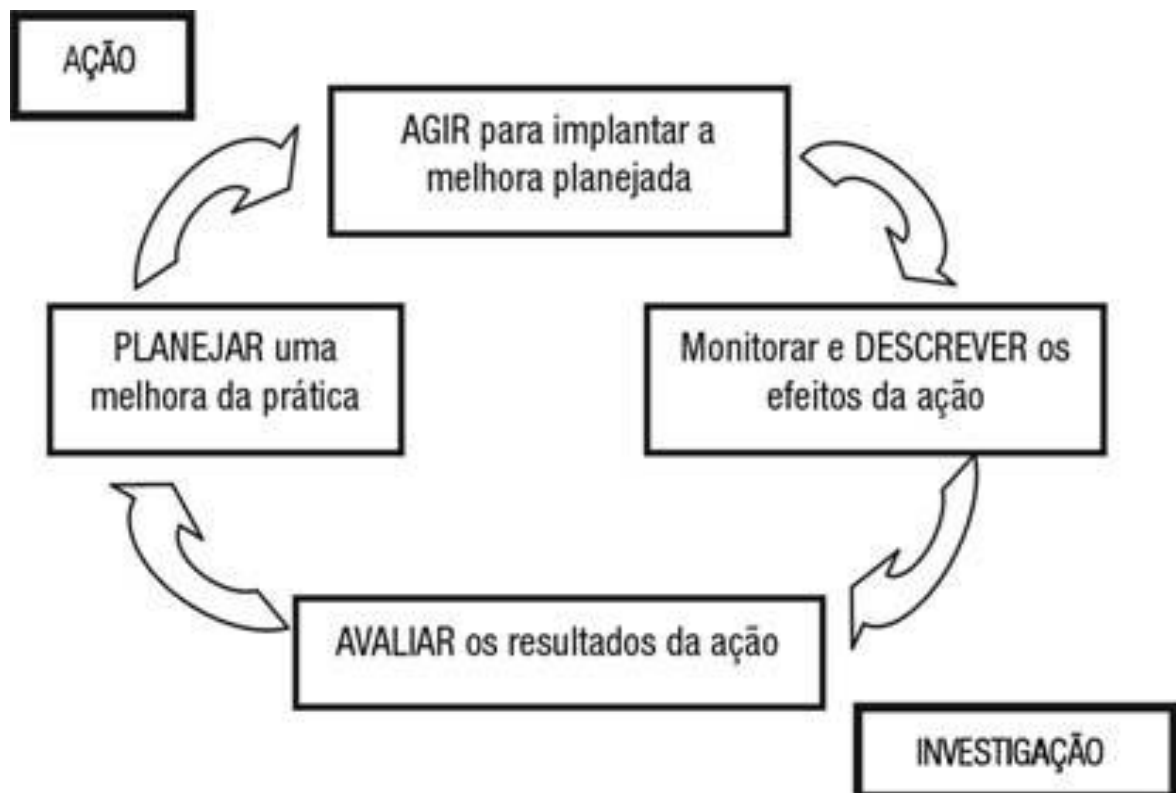 AÇÃO
AGIR para implantar a
melhora planejada
PLANEJAR uma
melhora da prática
Monitorar e DESCREVER os
efeitos da ação
AVALIAR os resultados da ação
INVESTIGAÇÃO